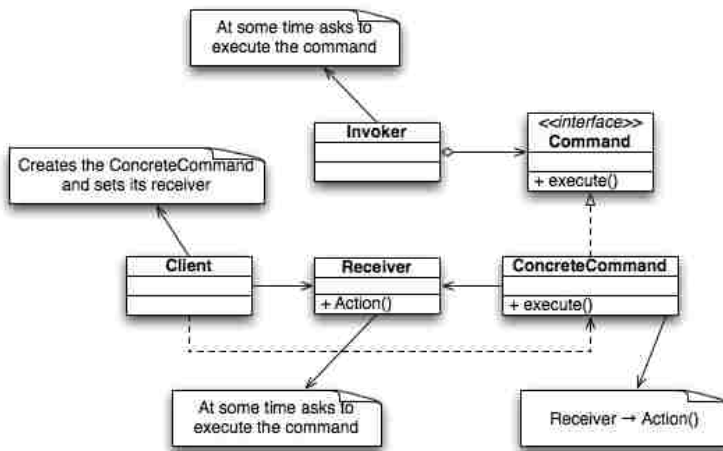 At some time asks to
execute the command
Invoker
<<interface>>
Command
+ execute()
Creates the ConcreteCommand
and sets its receiver
Client
Receiver
+ Action()
ConcreteCommand
+ execute()
At some time asks to
execute the command
Receiver → Action()